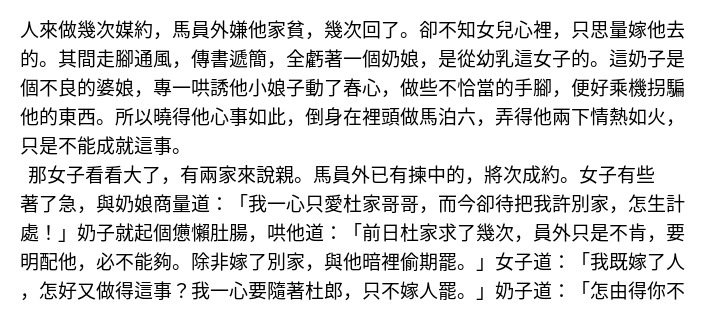 人來做幾次媒約，馬員外嫌他家貧，幾次回了。卻不知女兒心裡，只思量嫁他去
的。其間走腳通風，傳書遞簡，全虧著一個奶娘，是從幼乳這女子的。這奶子是
個不良的婆娘，專一哄誘他小娘子動了春心，做些不恰當的手腳，便好乘機拐騙
他的東西。所以曉得他心事如此，倒身在裡頭做馬泊六，弄得他兩下情熱如火，
只是不能成就這事。
那女子看看大了，有兩家來說親。馬員外已有揀中的，將次成約。女子有些
著了急，與奶娘商量道：「我一心只愛杜家哥哥，而今卻待把我許別家，怎生計
處！」奶子就起個憊懶肚腸，哄他道：「前日杜家求了幾次，員外只是不肯，要
明配他，必不能夠。除非嫁了別家，與他暗裡偷期罷。」女子道：「我既嫁了人
，怎好又做得這事？我一心要隨著杜郎，只不嫁人罷。」奶子道：「怎由得你不